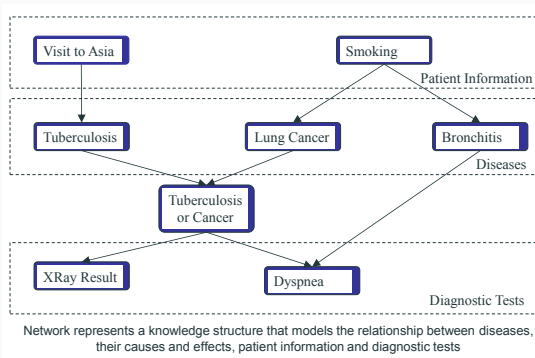 Visit to Asia
Smoking
Patient Information
Tuberculosis
Lung Cancer
Bronchitis
Diseases
Tuberculosis
or Cancer
XRay Result
Dyspnea
Diagnostic Tests
Network represents a knowledge structure that models the relationship between diseases,
their causes and effects, patient information and diagnostic tests